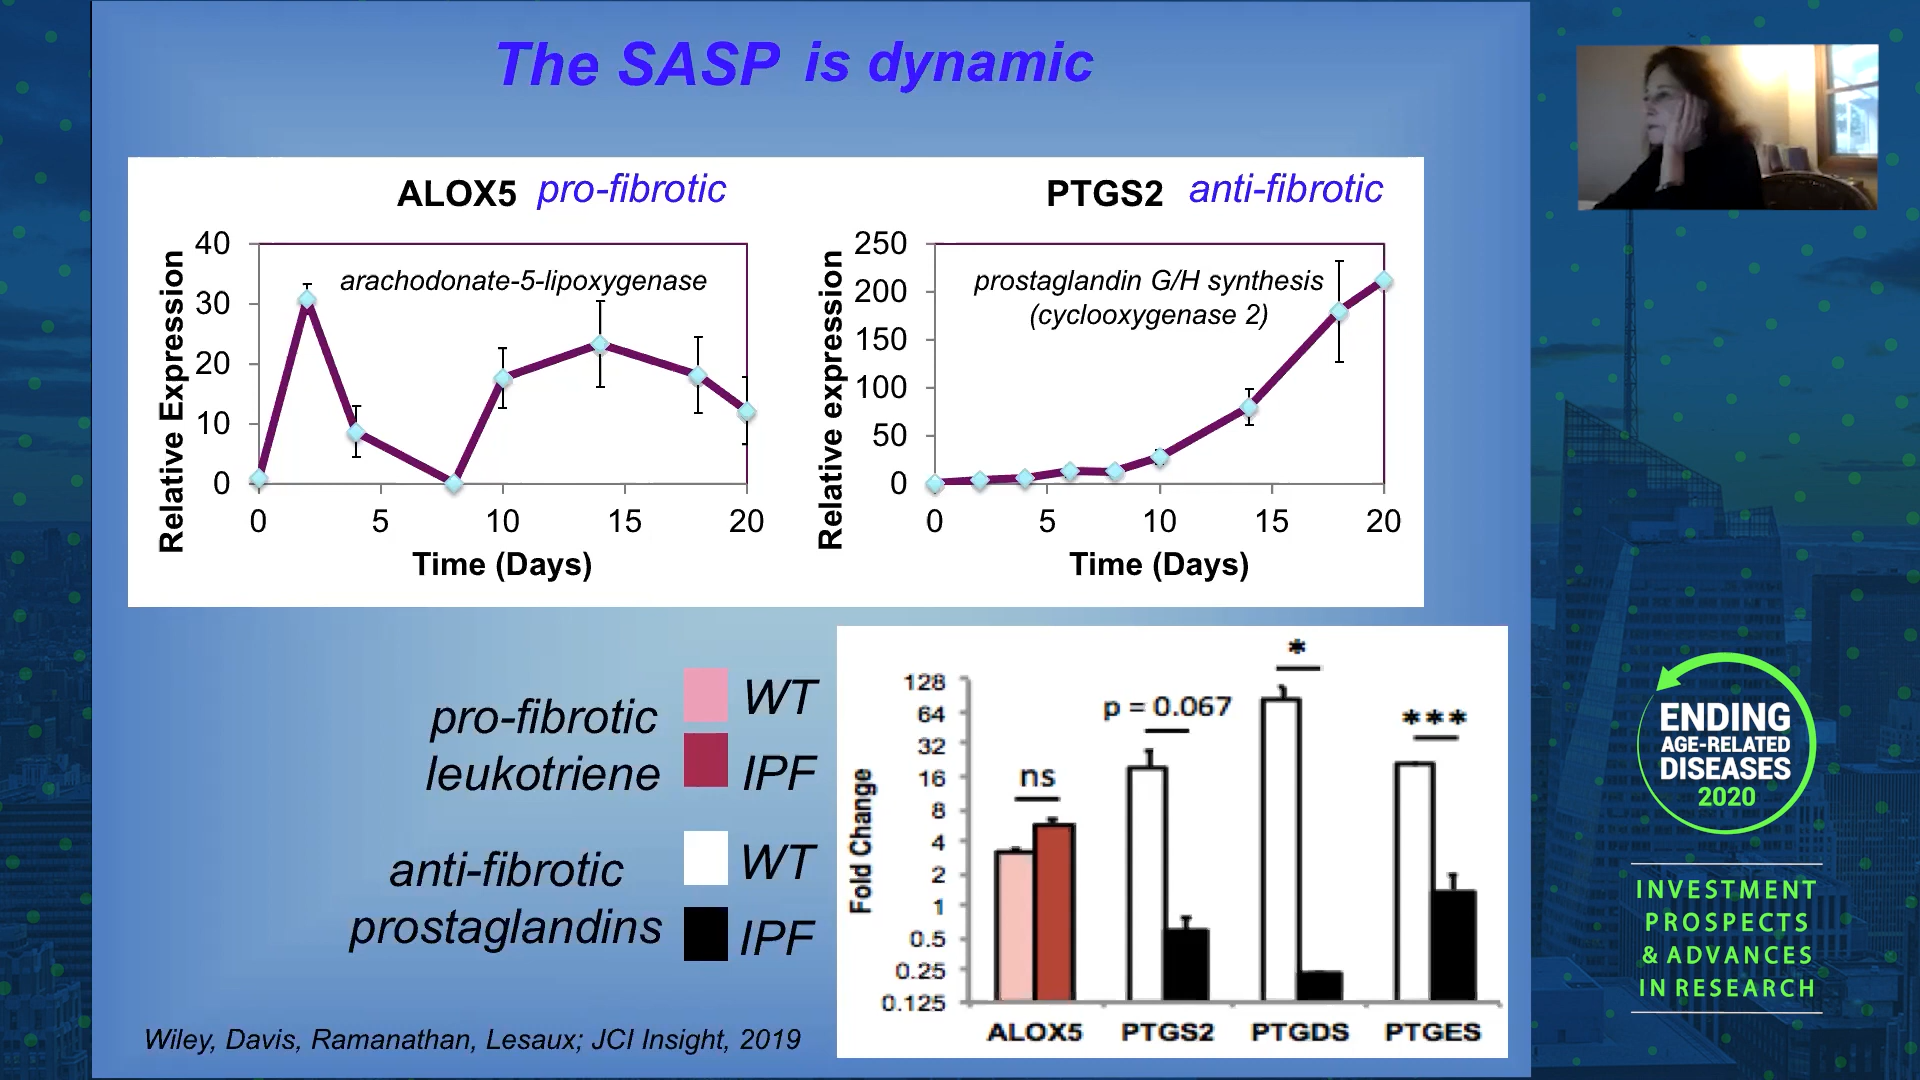 The SASP is dynamic
ALOX5 pro-fibrotic
Relative Expression
40
30
20
10
0
arachodonate-5-lipoxygenase
0 5 10 15 20
Time (Days)
PTGS2 anti-fibrotic
Relative expression
250
200
150
100
50
0
prostaglandin G/H synthesis
(cyclooxygenase 2)
0 5 10 15 20
Time (Days)
pro-fibrotic
leukotriene
WT
IPF
anti-fibrotic
prostaglandins
WT
IPF
Fold Change
128
64
32
16
8
4
2
1
0.5
0.25
0.125
ns
p = 0.067
*
***
ALOX5 PTGS2 PTGDS PTGES
Wiley, Davis, Ramanathan, Lesaux; JCI Insight, 2019
ENDING
AGE-RELATED
DISEASES
2020
INVESTMENT
PROSPECTS
& ADVANCES
IN RESEARCH